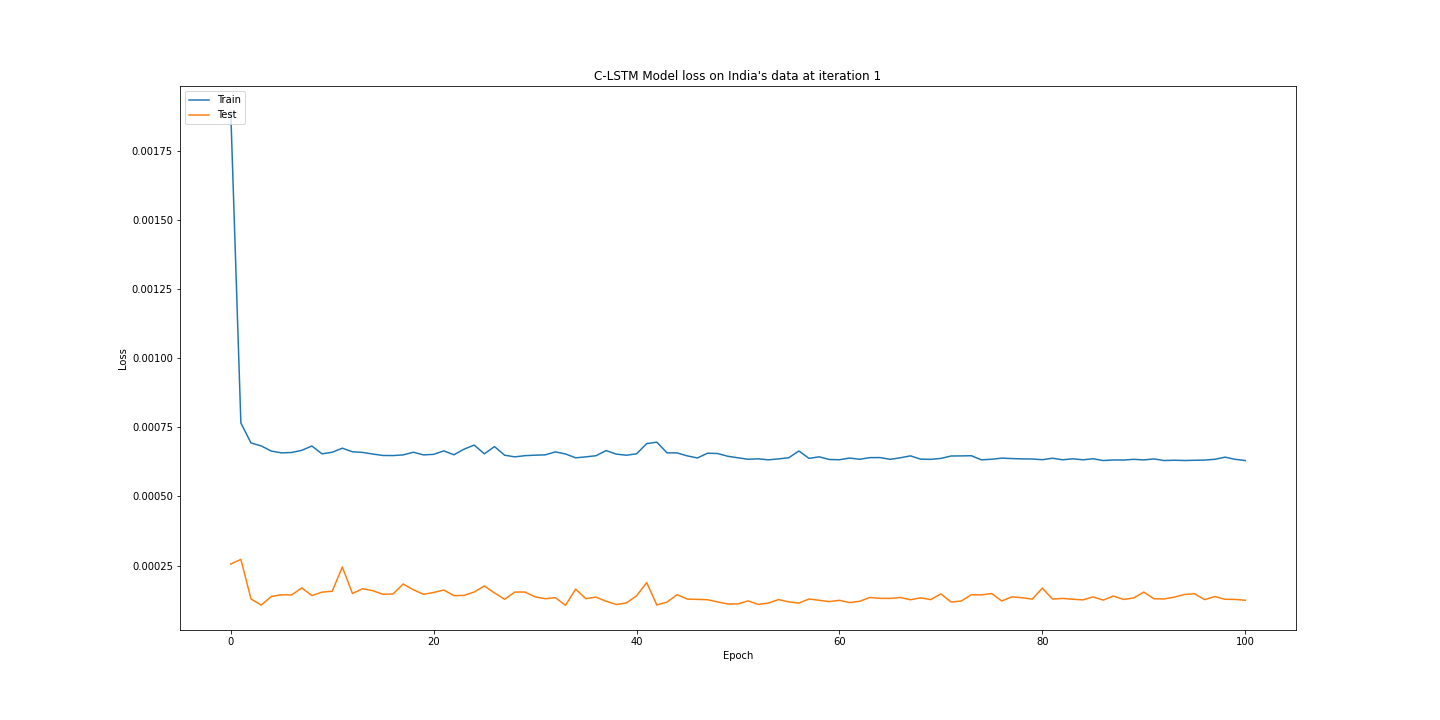 C-LSTM Model loss on India's data at iteration 1
Train
Test
0.00175
0.00150
0.00125
0.00100
0.00075
0.00050
0.00025
Loss
0 20 40 60 80 100
Epoch